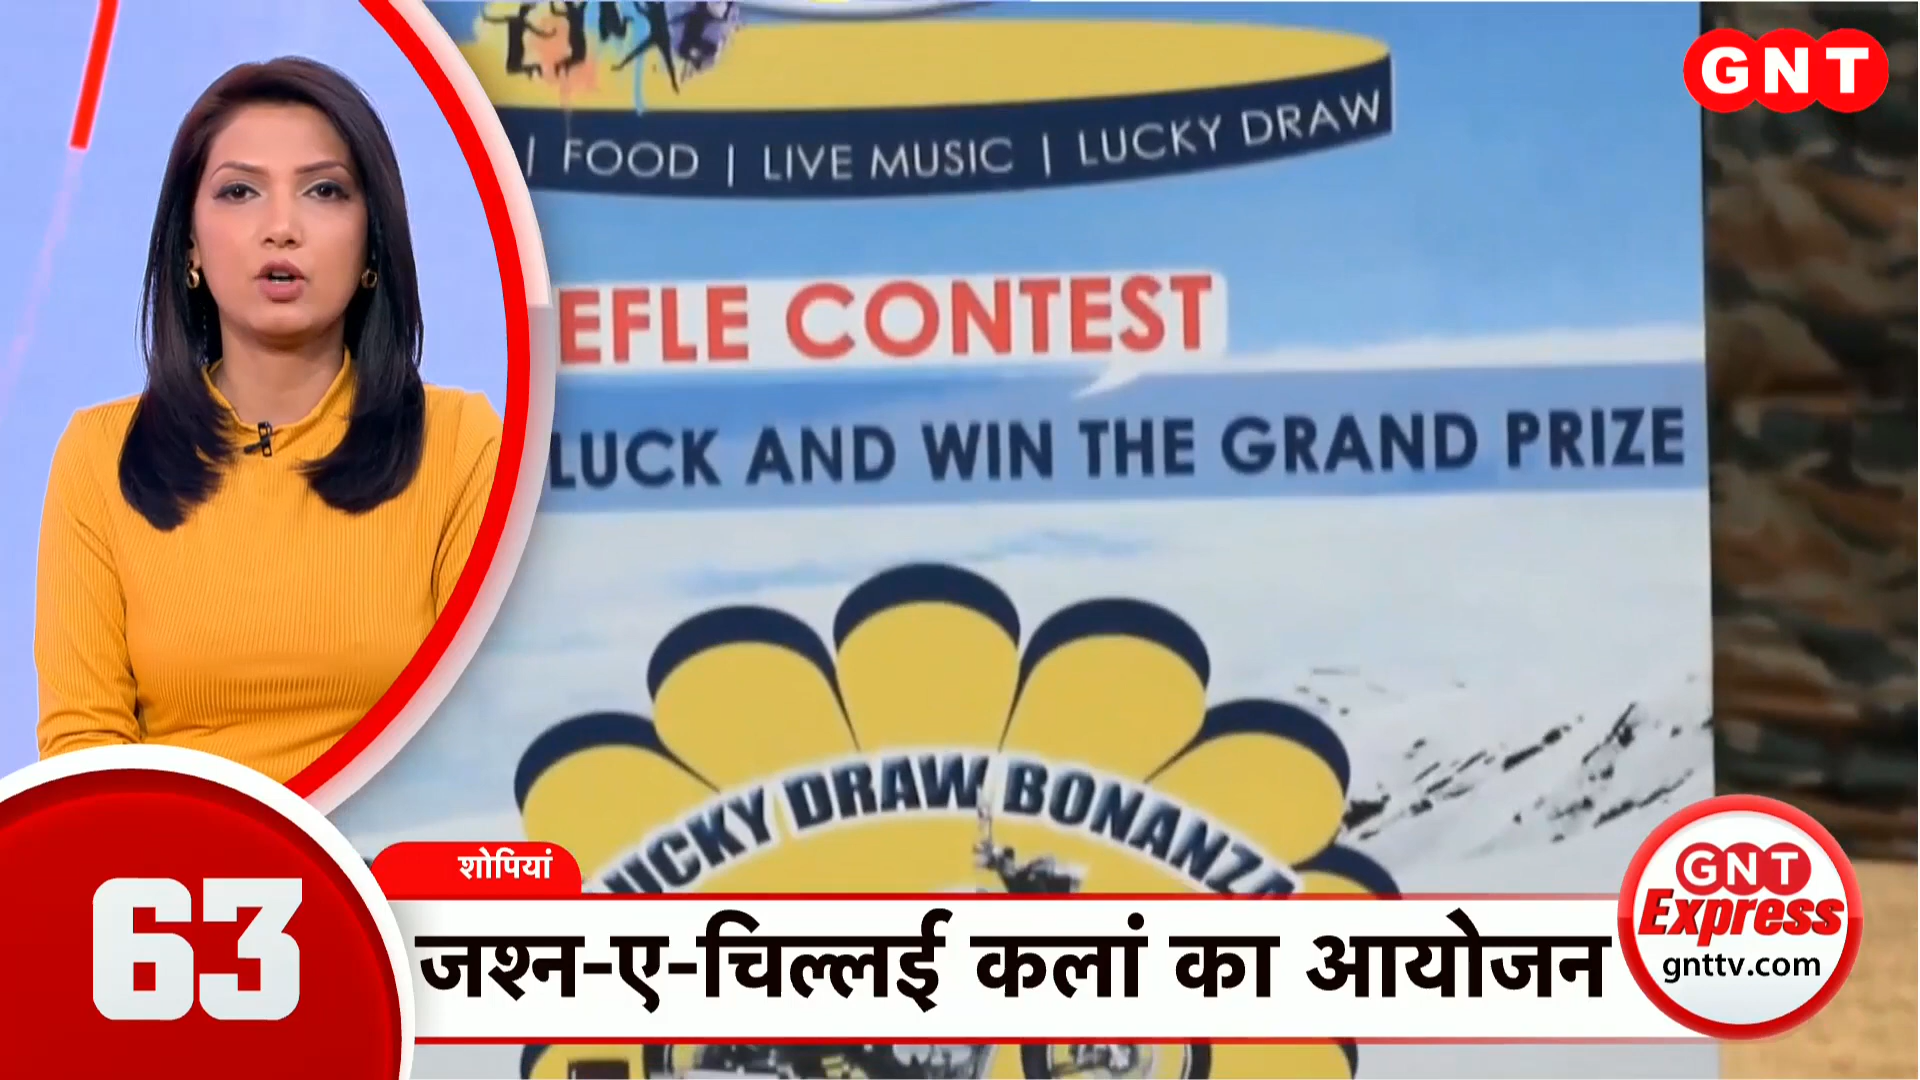 GNT
| FOOD | LIVE MUSIC | LUCKY DRAW
EFLE CONTEST
LUCK AND WIN THE GRAND PRIZE
UCKY DRAW BONANZA
शोपियां
63
जश्न-ए-चिल्लई कलां का आयोजन
GNT
Express
gnttv.com